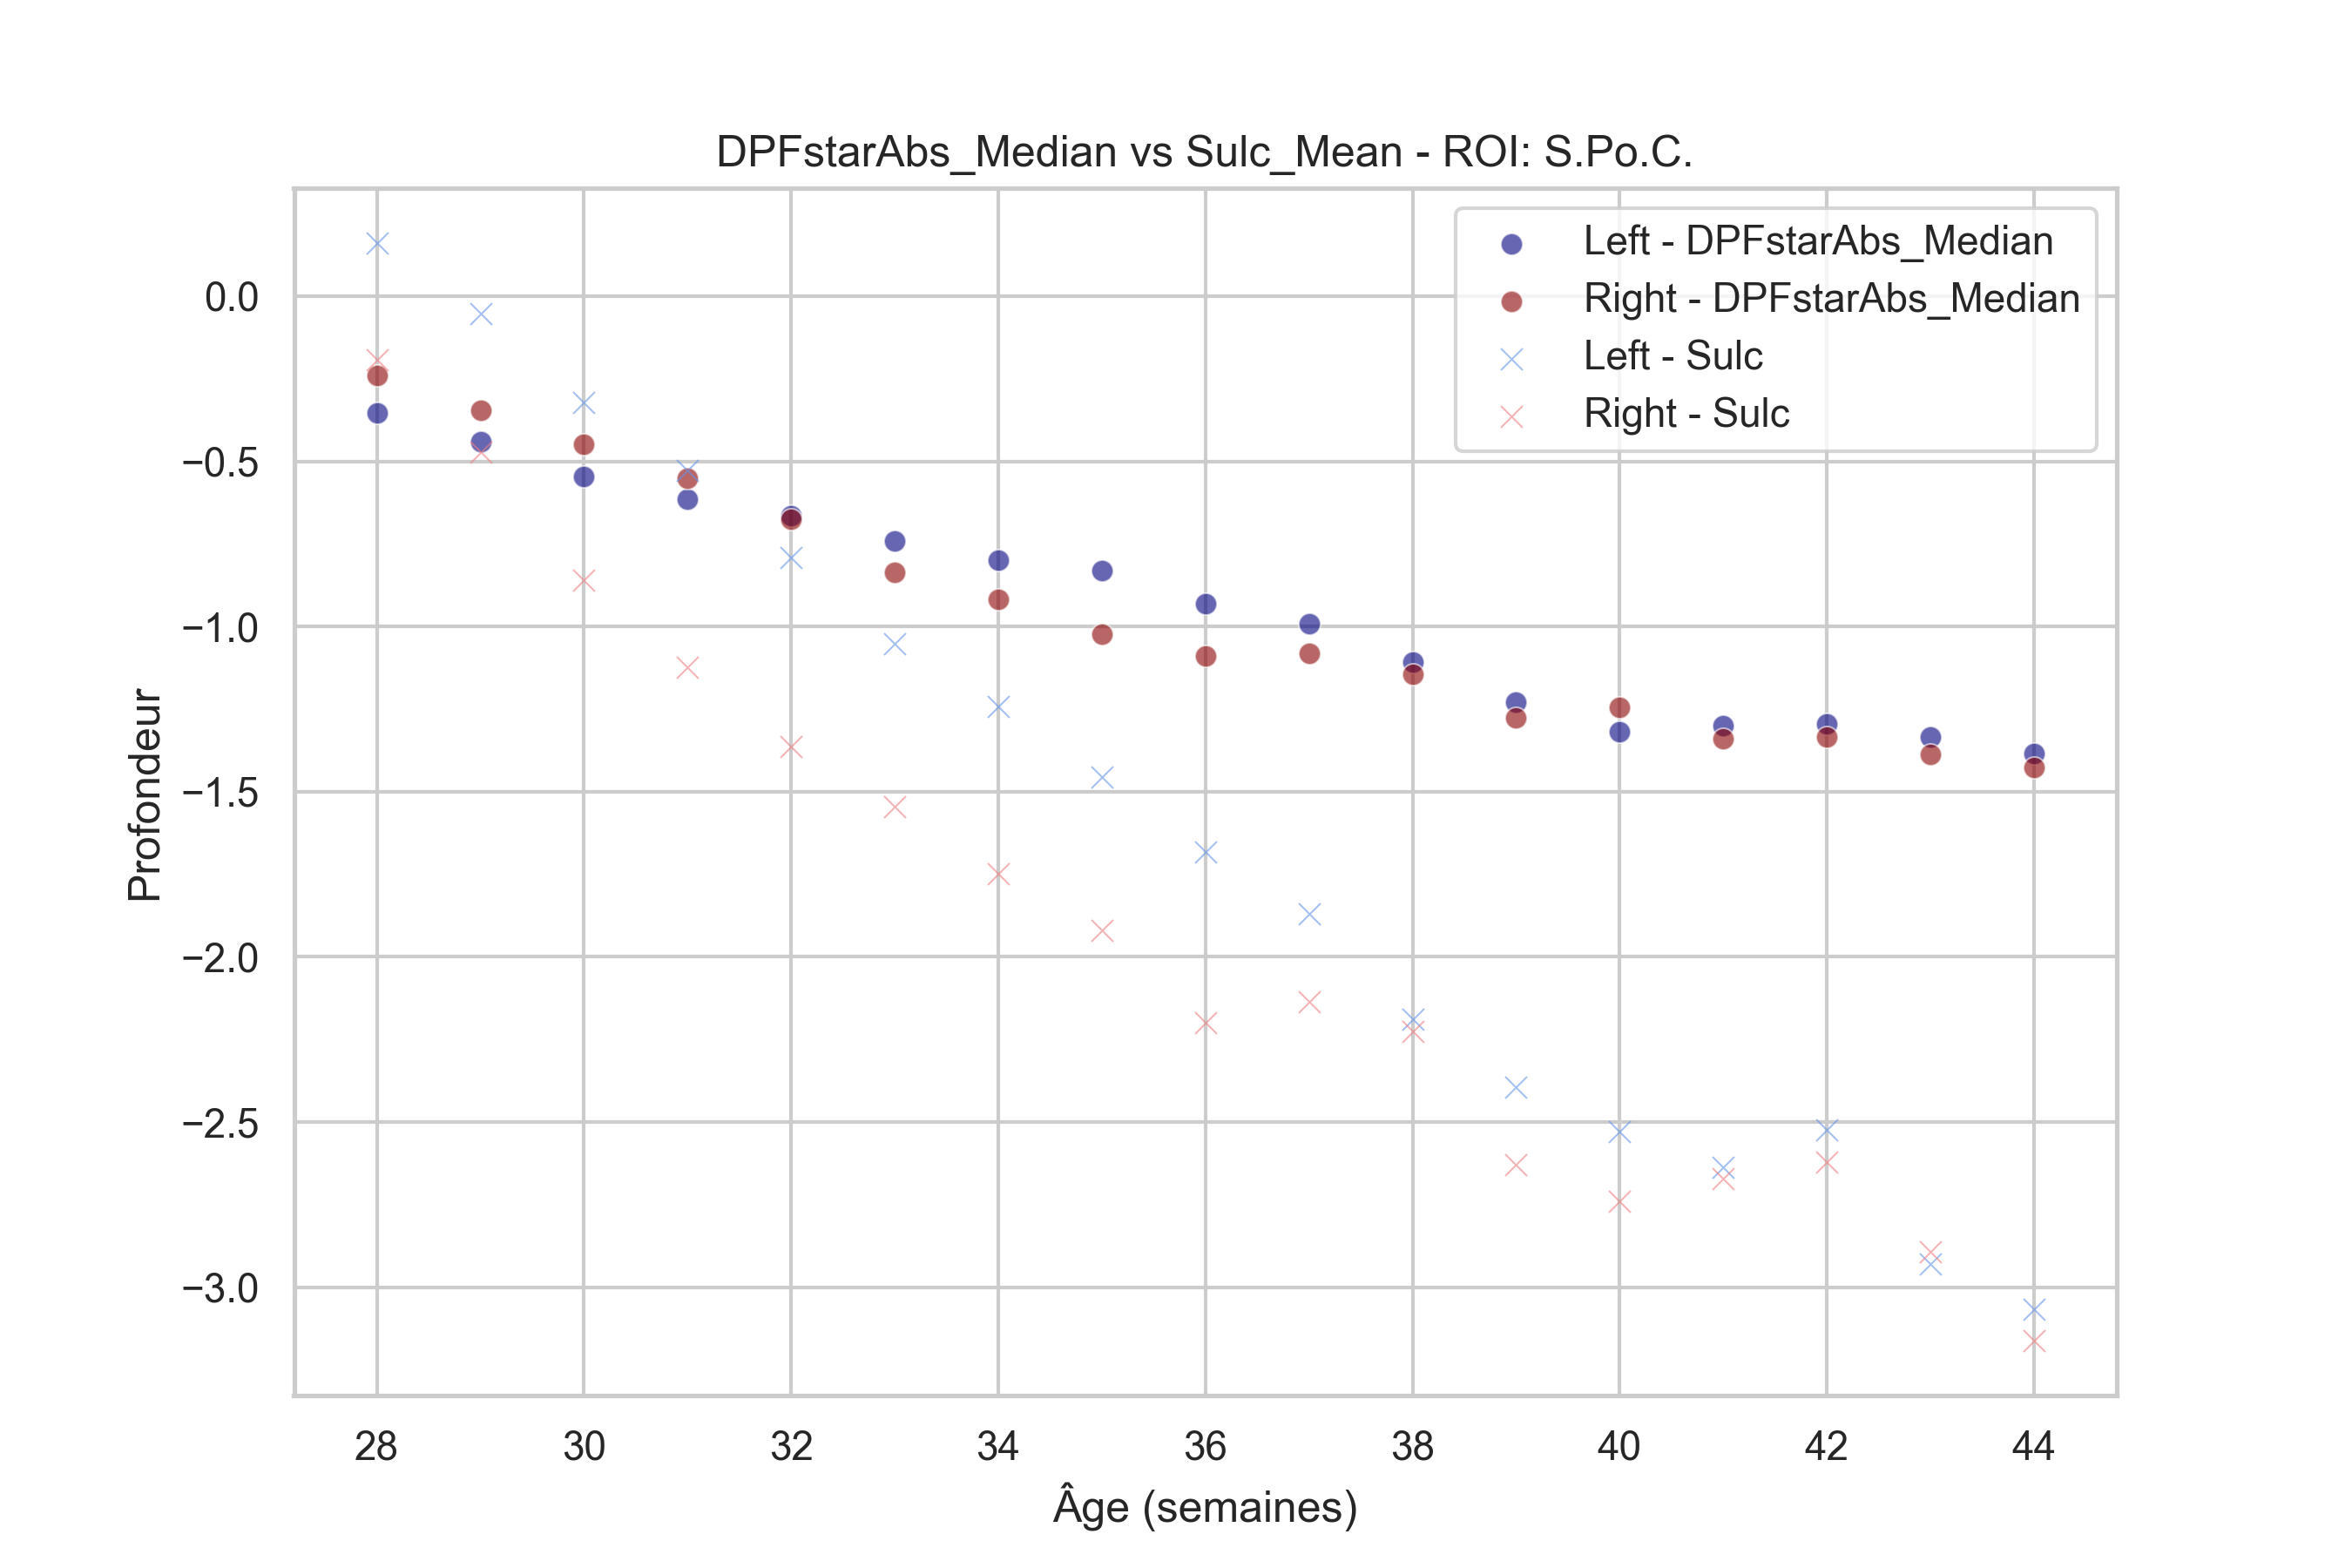 DPFstarAbs_Median vs Sulc_Mean - ROI: S.Po.C.
Left - DPFstarAbs_Median
Right - DPFstarAbs_Median
Left - Sulc
Right - Sulc
Profondeur
0.0
−0.5
−1.0
−1.5
−2.0
−2.5
−3.0
28 30 32 34 36 38 40 42 44
Âge (semaines)